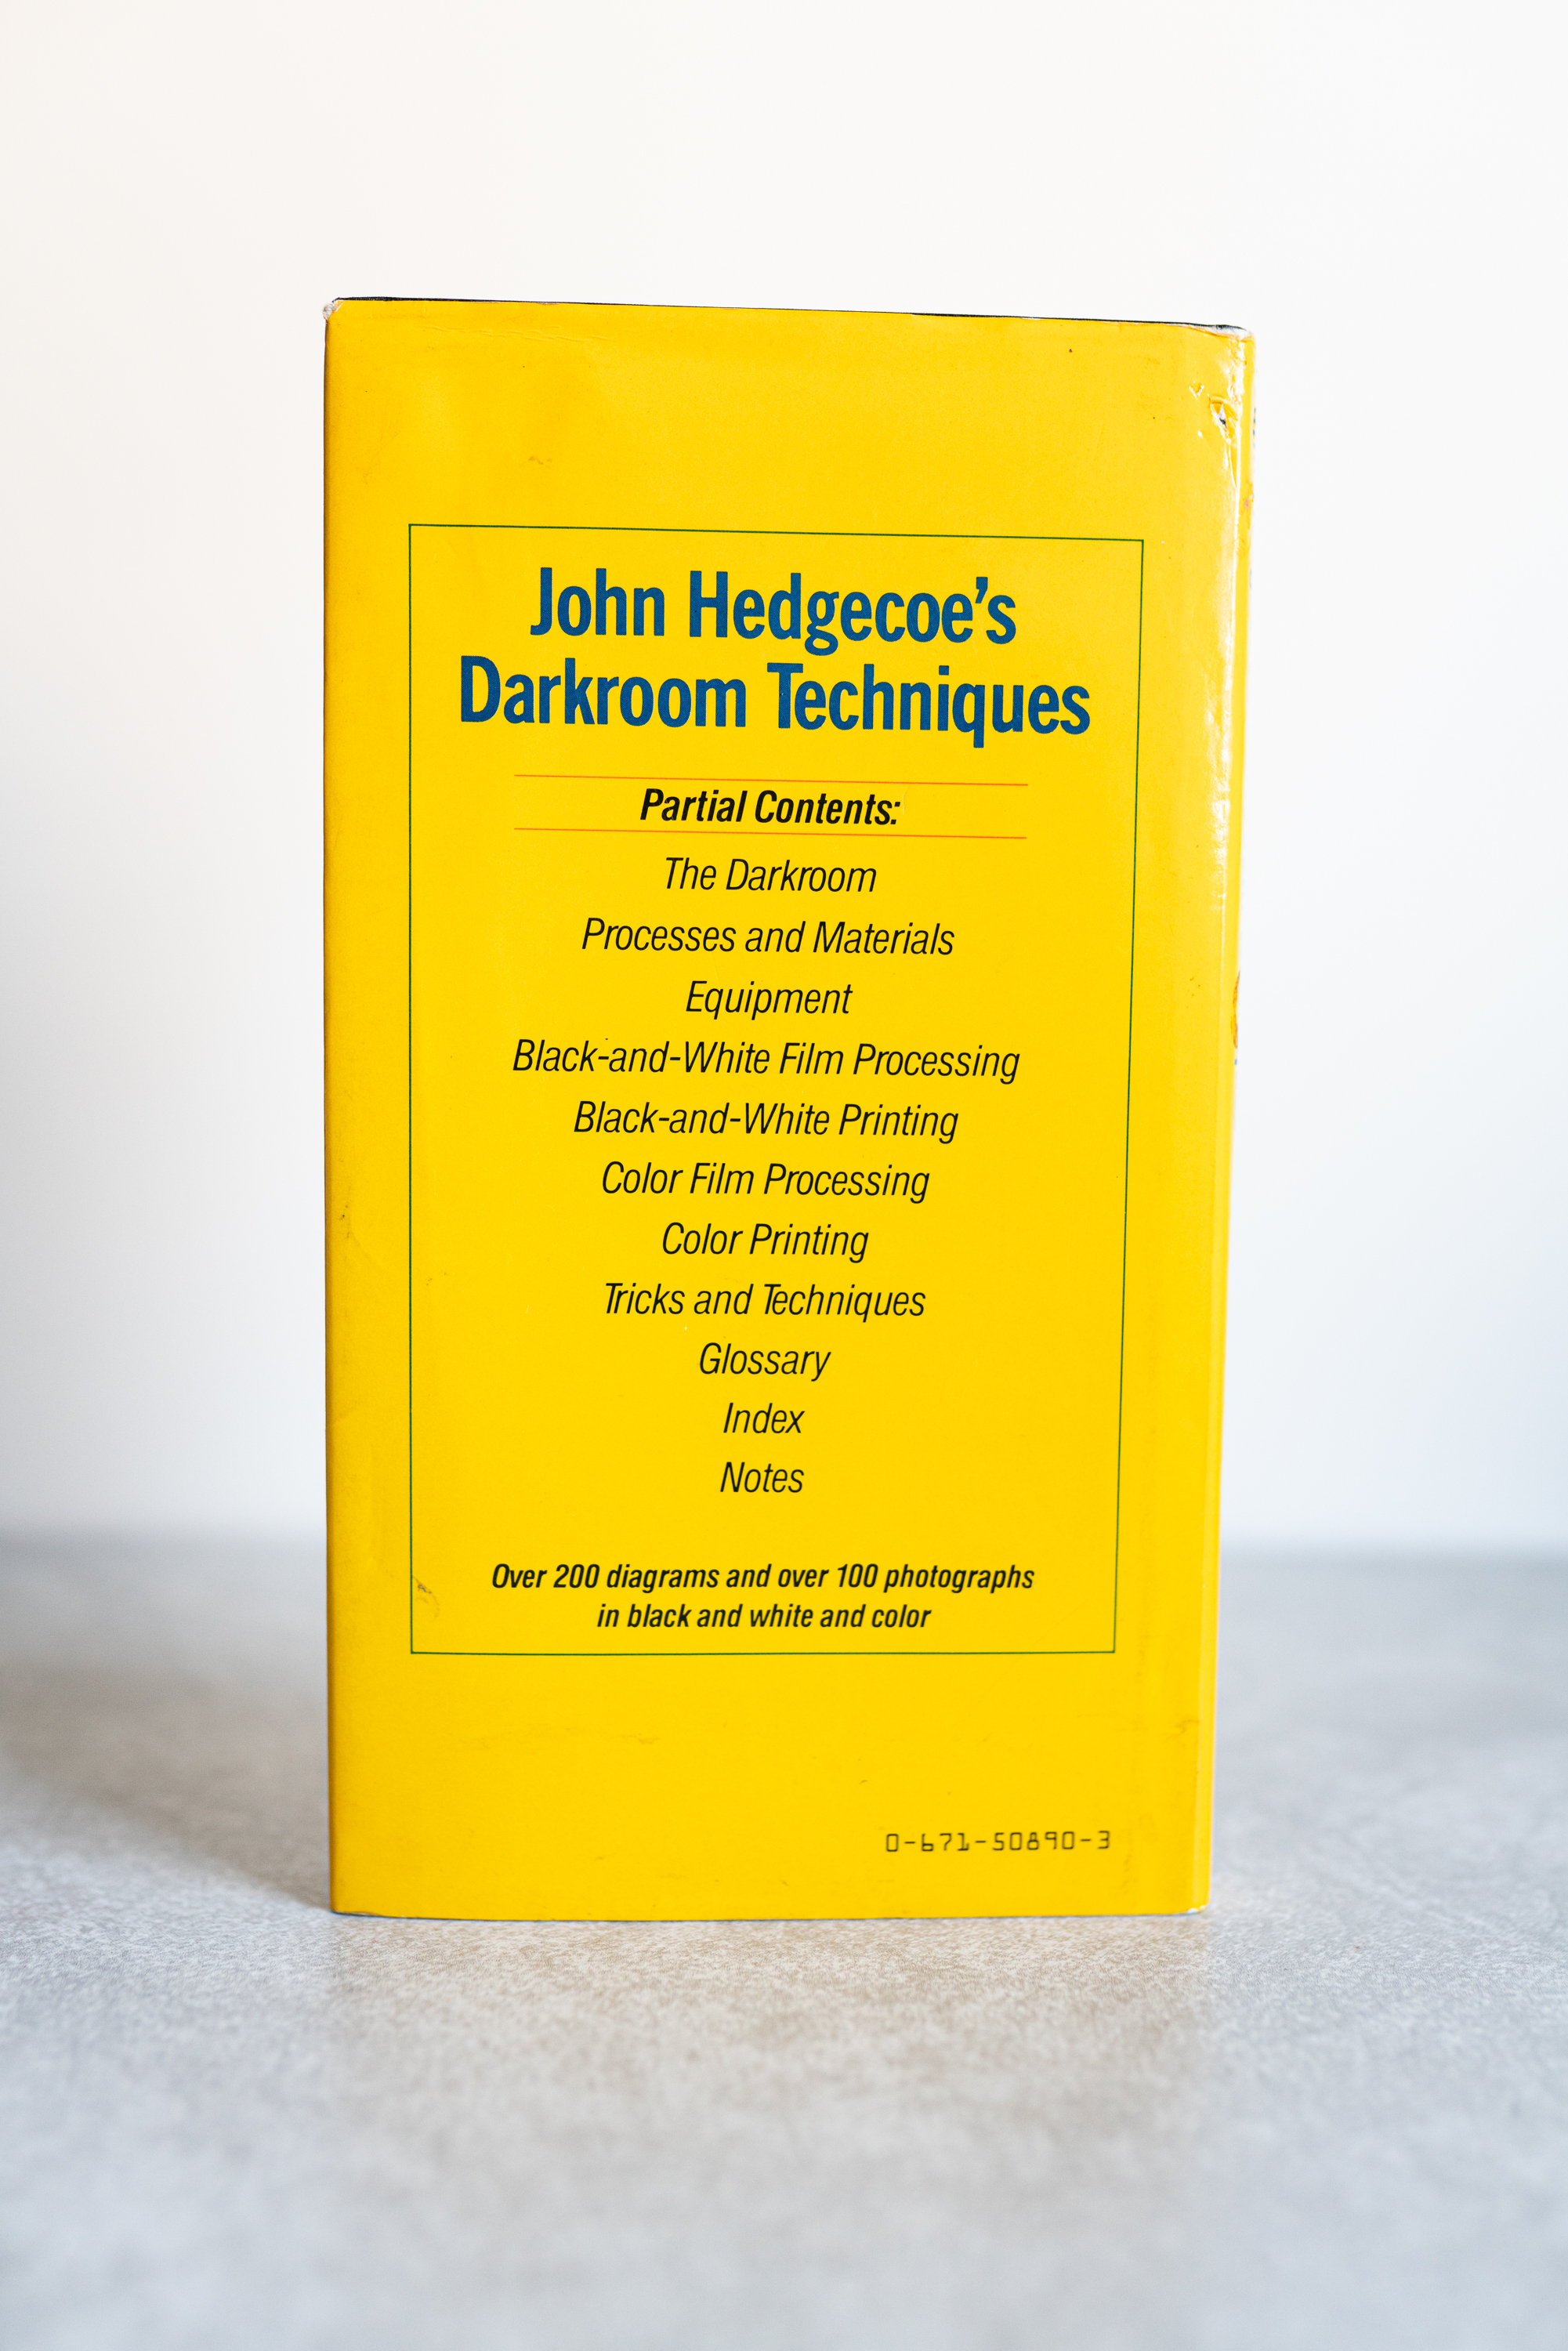 John Hedgecoe's
Darkroom Techniques
Partial Contents:
The Darkroom
Processes and Materials
Equipment
Black-and-White Film Processing
Black-and-White Printing
Color Film Processing
Color Printing
Tricks and Techniques
Glossary
Index
Notes
Over 200 diagrams and over 100 photographs
in black and white and color
0-671-50890-3